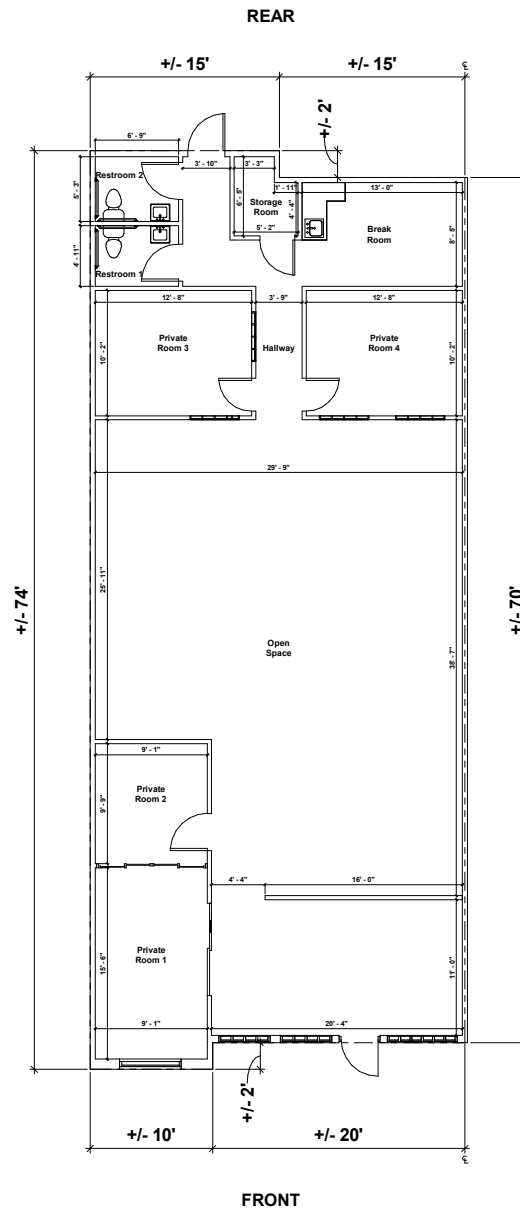 REAR
+/- 15'
+/- 15'
℄
+/- 2'
6' - 9"
3' - 10"
3' - 3"
Restroom 2
5' - 3"
6' - 5"
1' - 11"
4' - 4"
13' - 0"
Storage
Room
5' - 2"
Break
Room
8' - 5"
4' - 11"
Restroom 1
12' - 8"
3' - 9"
12' - 8"
Private
Room 3
Hallway
Private
Room 4
10' - 2"
10' - 2"
29' - 9"
25' - 11"
+/- 74'
+/- 70'
Open
Space
38' - 7"
9' - 1"
Private
Room 2
9' - 9"
4' - 4"
16' - 0"
Private
Room 1
15' - 6"
11' - 0"
9' - 1"
20' - 4"
+/- 2'
+/- 10'
+/- 20'
℄
FRONT